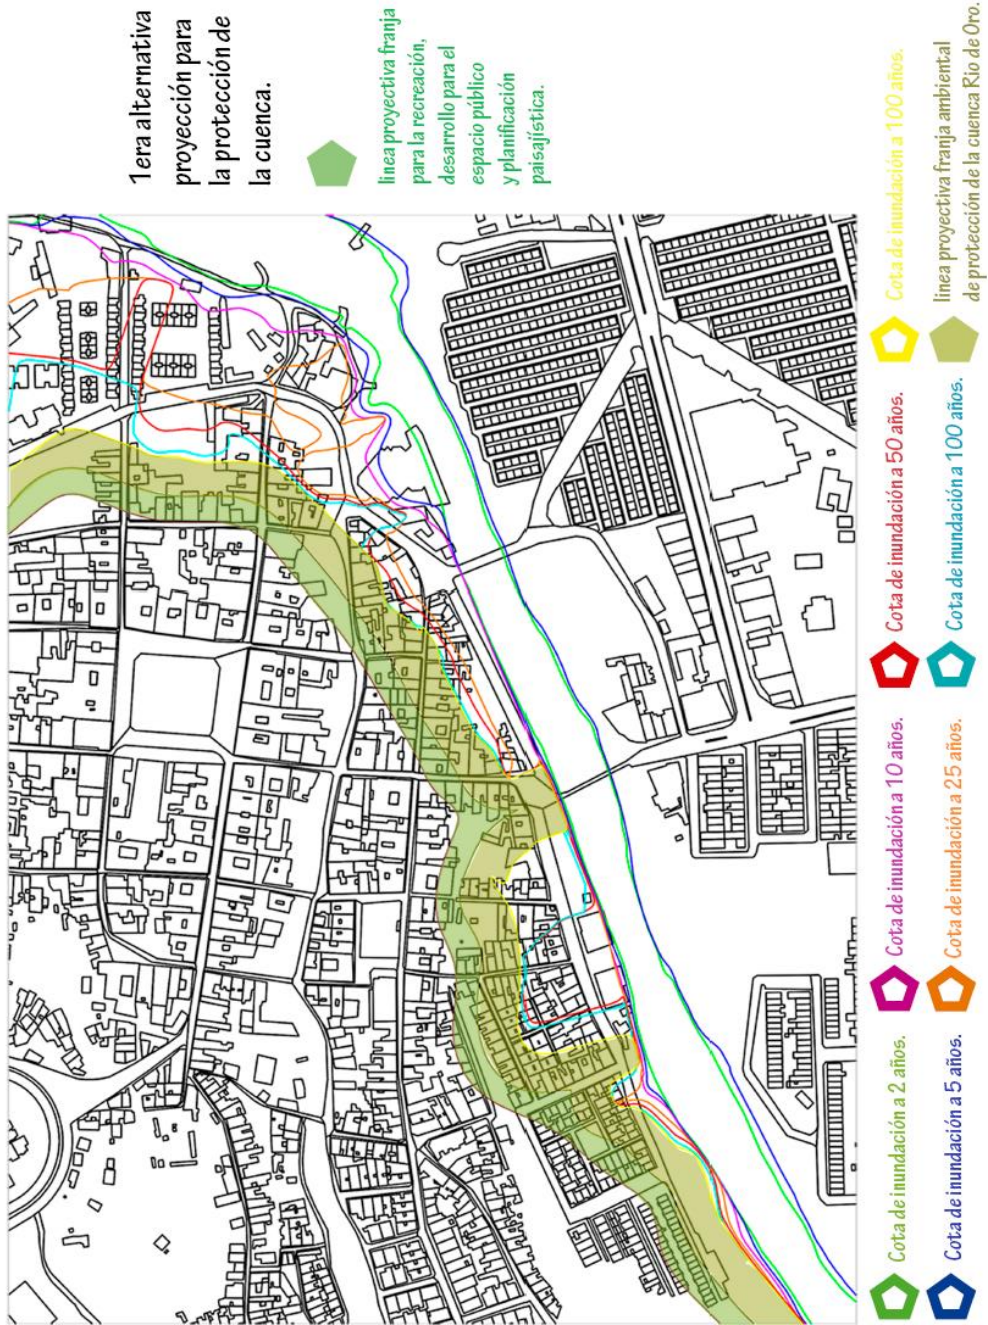 1era alternativa
proyección para
la protección de
la cuenca.
linea proyectiva franja
para la recreación,
desarrollo para el
espacio público
y planificación
paisajística.
Cota de inundación a 2 años.
Cota de inundación a 10 años.
Cota de inundación a 50 años.
Cota de inundación a 100 años.
Cota de inundación a 5 años.
Cota de inundación a 25 años.
Cota de inundación a 100 años.
linea proyectiva franja ambiental
de protección de la cuenca Rio de Oro.